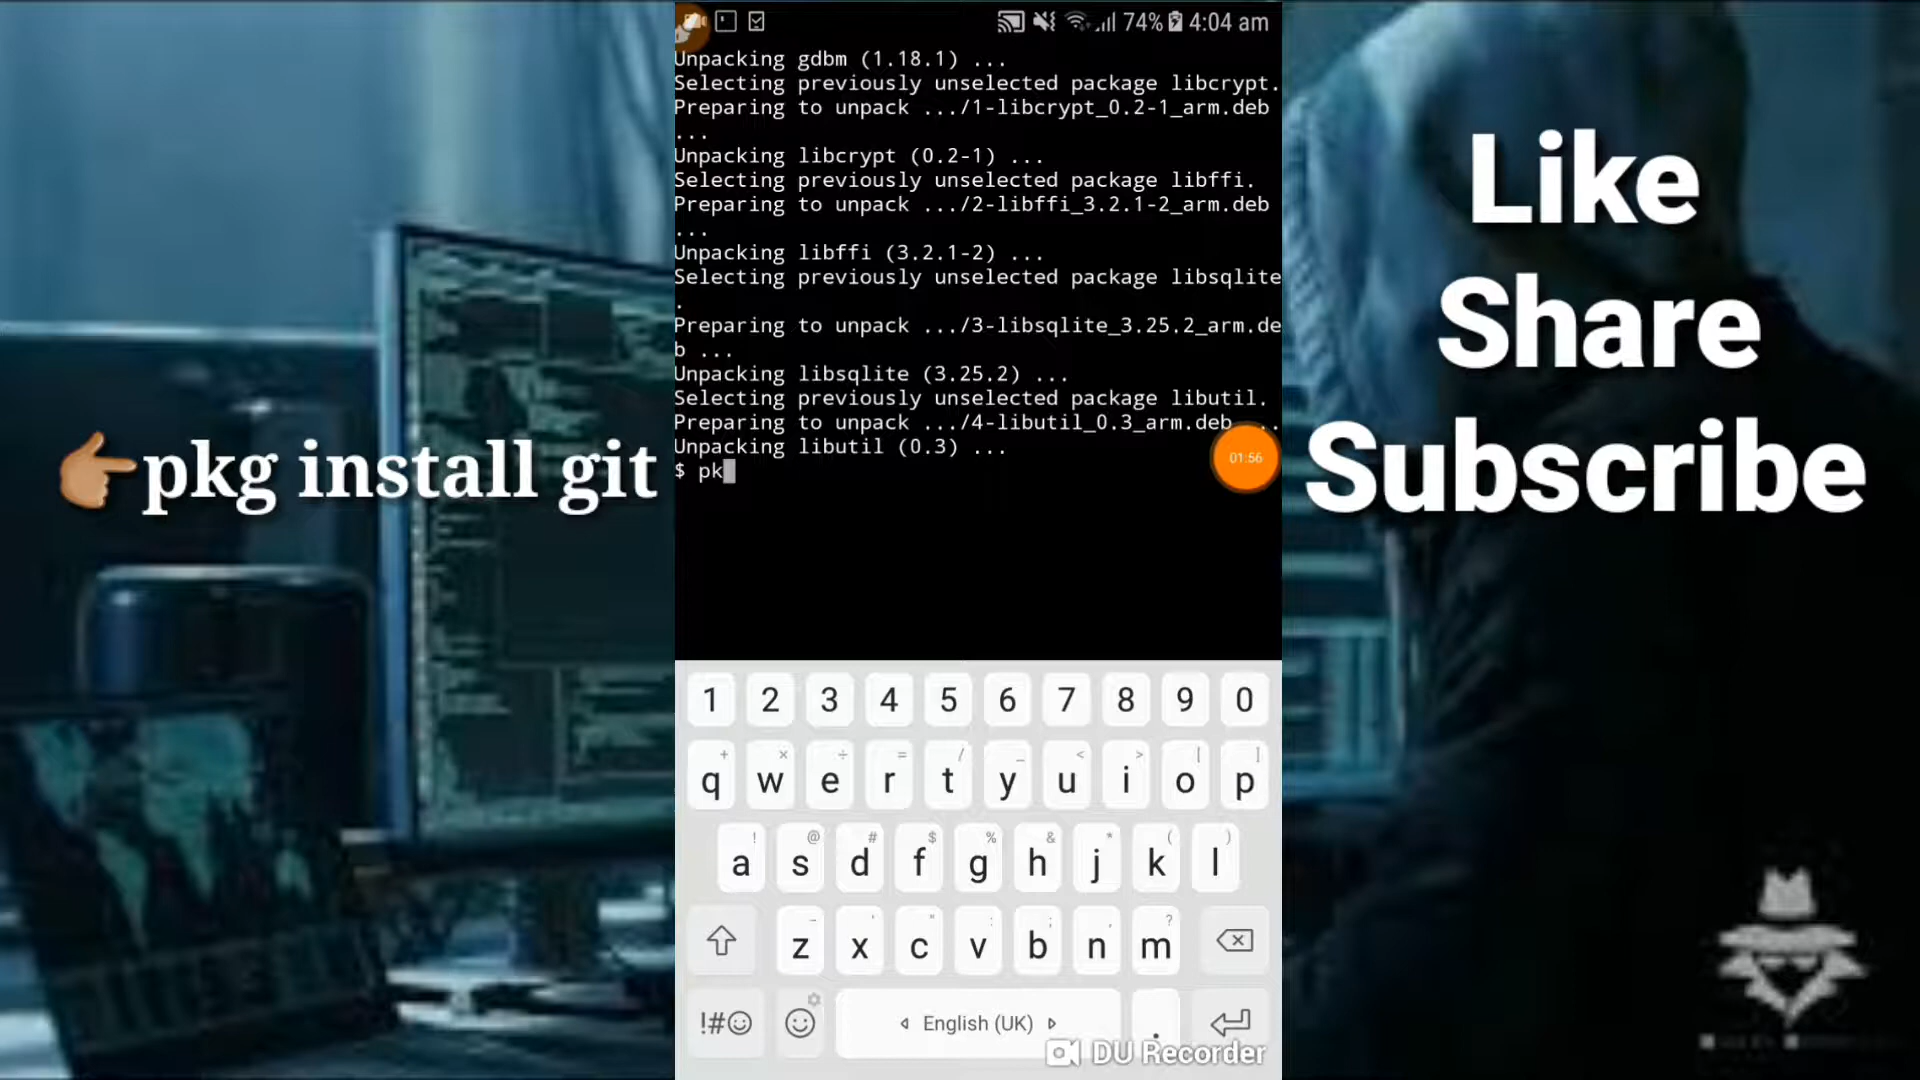 74% 4:04 am
Unpacking gdbm (1.18.1) ...
Selecting previously unselected package libcrypt.
Preparing to unpack .../1-libcrypt_0.2-1_arm.deb
...
Unpacking libcrypt (0.2-1) ...
Selecting previously unselected package libffi.
Preparing to unpack .../2-libffi_3.2.1-2_arm.deb
...
Unpacking libffi (3.2.1-2) ...
Selecting previously unselected package libsqlite
.
Preparing to unpack .../3-libsqlite_3.25.2_arm.de
b ...
Unpacking libsqlite (3.25.2) ...
Selecting previously unselected package libutil.
Preparing to unpack .../4-libutil_0.3_arm.deb ...
Unpacking libutil (0.3) ...
$ pk
01:56
👉🏽pkg install git
Like
Share
Subscribe
1 2 3 4 5 6 7 8 9 0
+ × ÷ = / _ < > [ ]
q w e r t y u i o p
! @ # $ % & * ( )
a s d f g h j k l
- ' " : ; , ?
z x c v b n m
!#☺ English (UK) .
DU Recorder